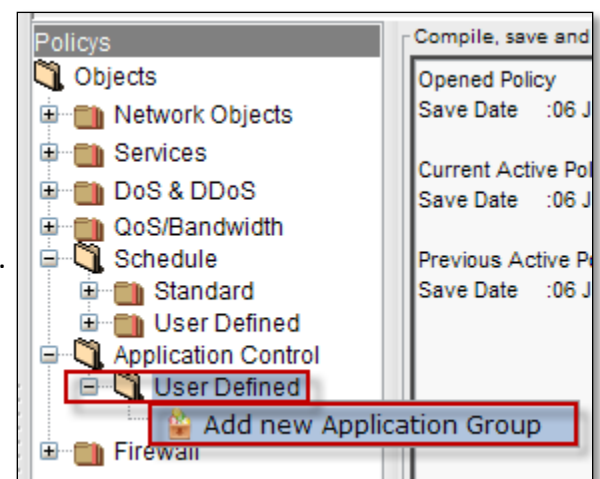 Policys
Objects
Network Objects
Services
DoS & DDoS
QoS/Bandwidth
Schedule
Standard
User Defined
Application Control
User Defined
Add new Application Group
Firewall
Compile, save and
Opened Policy
Save Date :06 J
Current Active Pol
Save Date :06 J
Previous Active P
Save Date :06 J